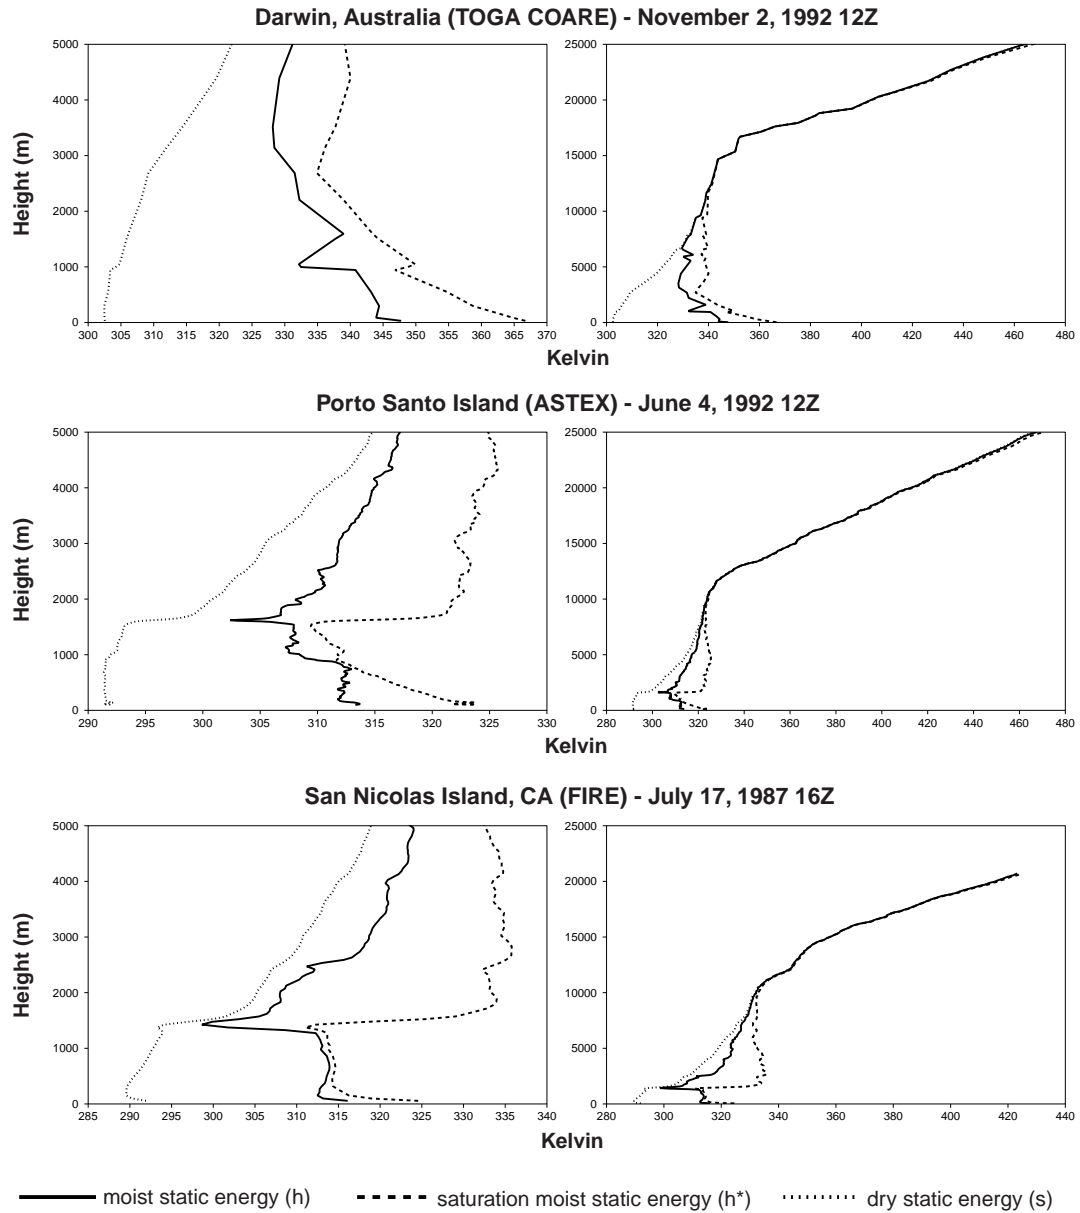 Darwin, Australia (TOGA COARE) - November 2, 1992 12Z
Height (m)
5000
4000
3000
2000
1000
0
300 305 310 315 320 325 330 335 340 345 350 355 360 365 370
25000
20000
15000
10000
5000
0
300 320 340 360 380 400 420 440 460 480
Kelvin
Porto Santo Island (ASTEX) - June 4, 1992 12Z
Height (m)
5000
4000
3000
2000
1000
0
290 295 300 305 310 315 320 325 330
25000
20000
15000
10000
5000
0
280 300 320 340 360 380 400 420 440 460 480
Kelvin
San Nicolas Island, CA (FIRE) - July 17, 1987 16Z
Height (m)
5000
4000
3000
2000
1000
0
285 290 295 300 305 310 315 320 325 330 335 340
25000
20000
15000
10000
5000
0
280 300 320 340 360 380 400 420 440
Kelvin
moist static energy (h) saturation moist static energy (h*) dry static energy (s)